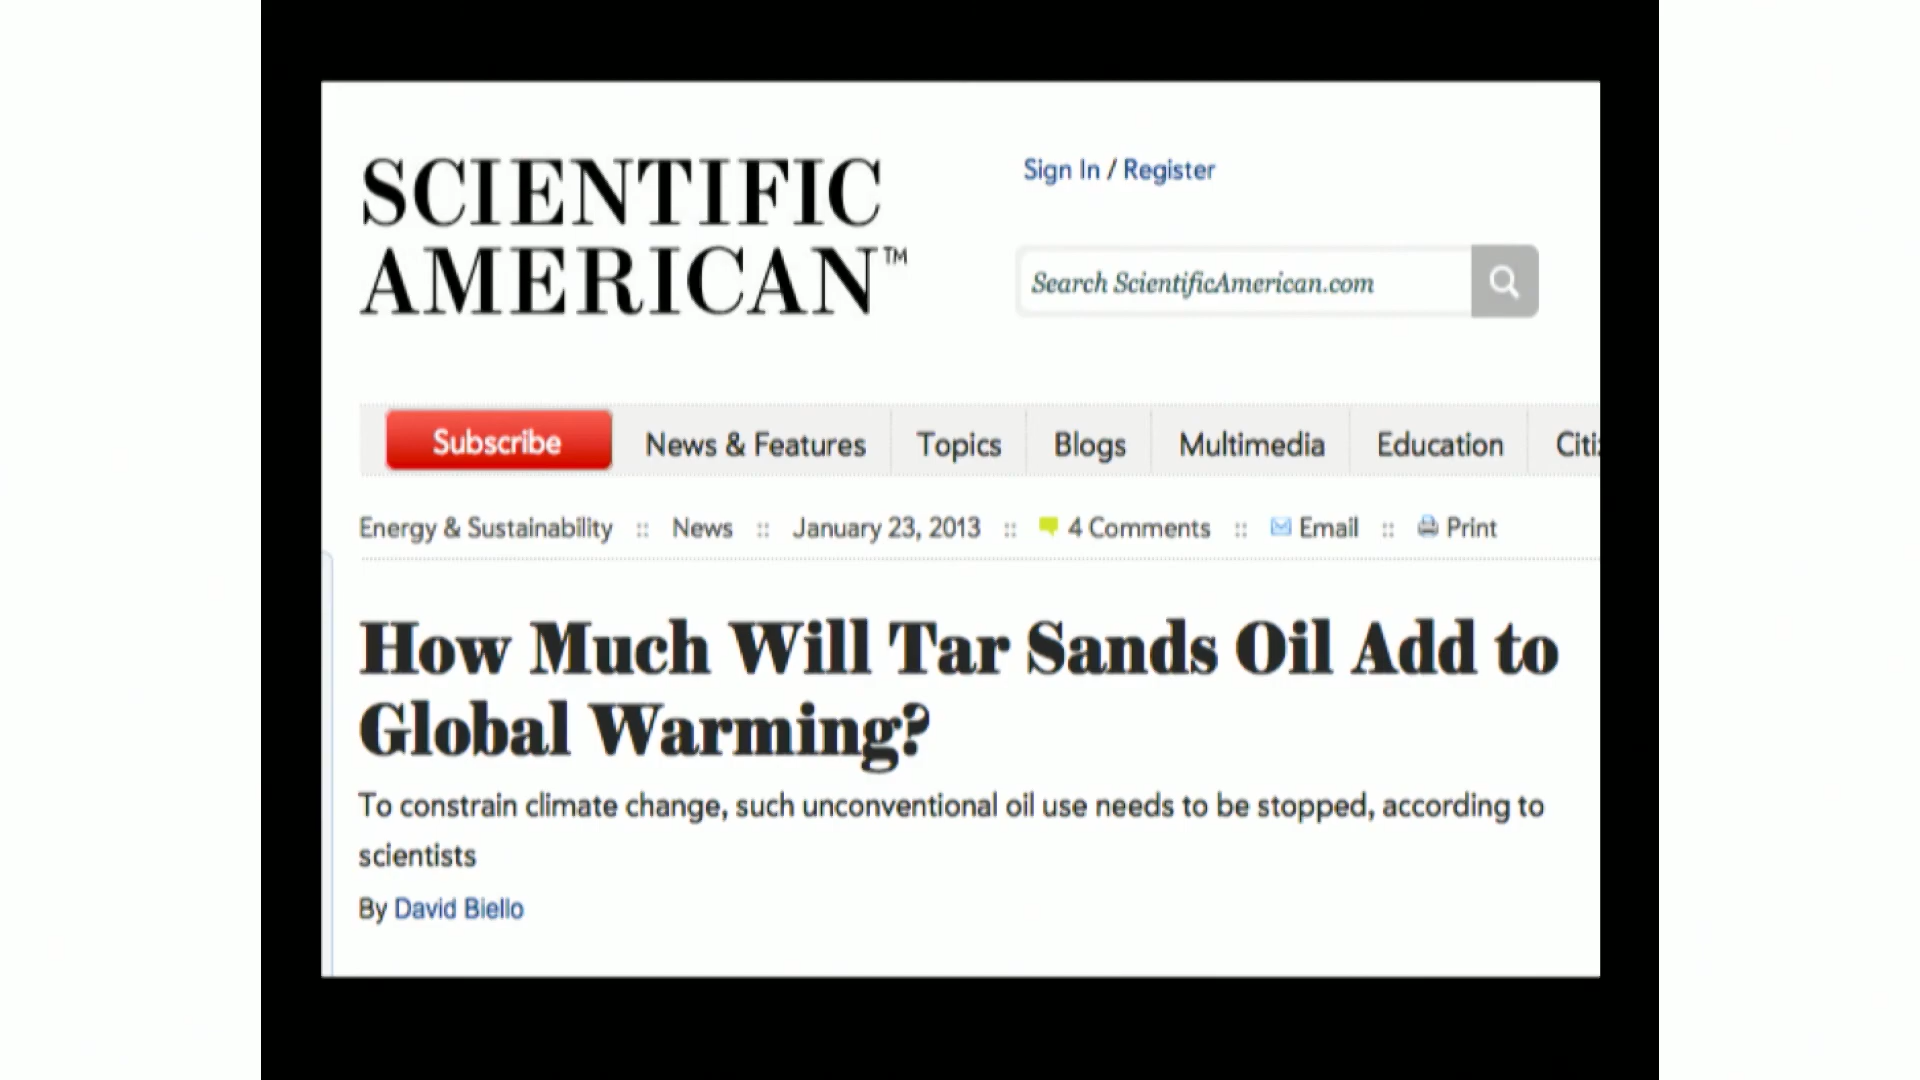 SCIENTIFIC
AMERICAN™
Sign In / Register
Search ScientificAmerican.com
Subscribe
News & Features
Topics
Blogs
Multimedia
Education
Citi
Energy & Sustainability :: News :: January 23, 2013 :: 4 Comments :: Email :: Print
How Much Will Tar Sands Oil Add to
Global Warming?
To constrain climate change, such unconventional oil use needs to be stopped, according to
scientists
By David Biello